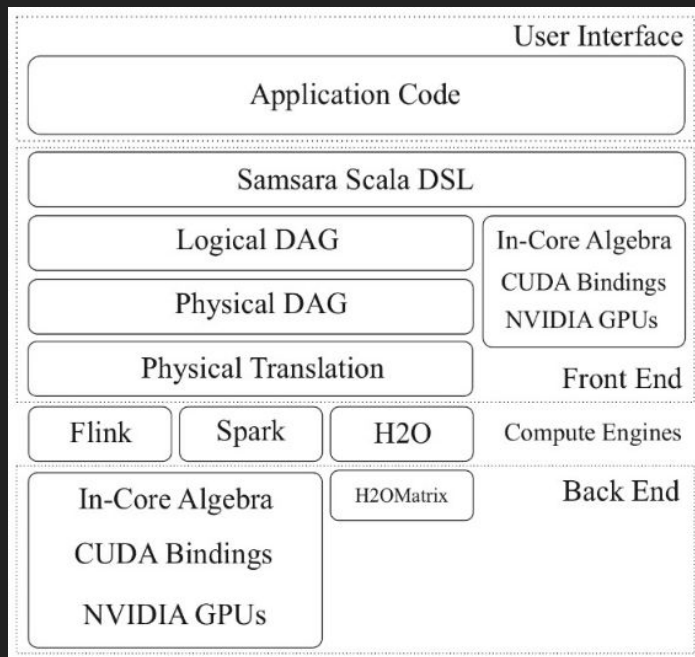 User Interface
Application Code
Samsara Scala DSL
Logical DAG
Physical DAG
Physical Translation
In-Core Algebra
CUDA Bindings
NVIDIA GPUs
Front End
Flink
Spark
H2O
Compute Engines
In-Core Algebra
CUDA Bindings
NVIDIA GPUs
H2OMatrix
Back End